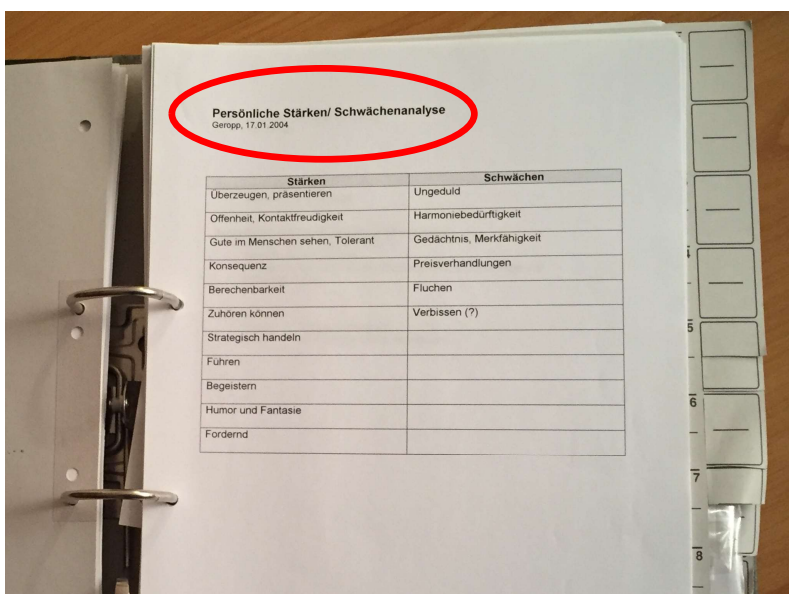 Persönliche Stärken/ Schwächenanalyse
Geropp, 17.01.2004
Stärken Schwächen
Überzeugen, präsentieren Ungeduld
Offenheit, Kontaktfreudigkeit Harmoniebedürftigkeit
Gute im Menschen sehen, Tolerant Gedächtnis, Merkfähigkeit
Konsequenz Preisverhandlungen
Berechenbarkeit Fluchen
Zuhören können Verbissen (?)
Strategisch handeln
Führen
Begeistern
Humor und Fantasie
Fordernd
5
6
7
8